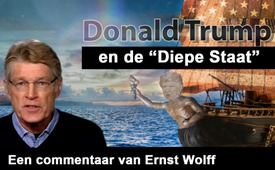 Donald Trump
en de “Diepe Staat”
Een commentaar van Ernst Wolff